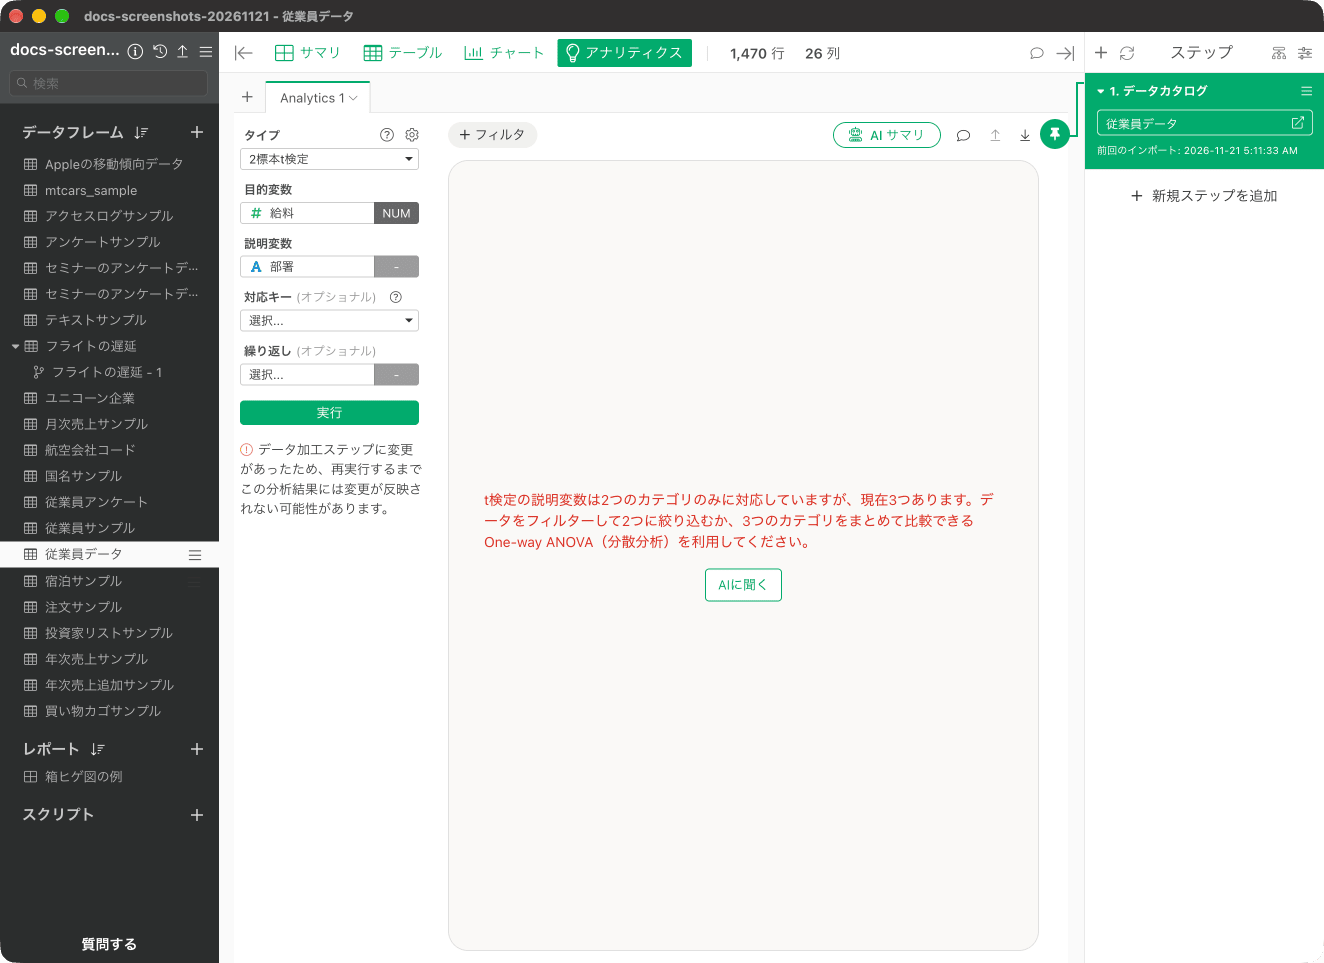 docs-screenshots-20261121 - 従業員データ
docs-screen...
検索
データフレーム
Appleの移動傾向データ
mtcars_sample
アクセスログサンプル
アンケートサンプル
セミナーのアンケートデ…
セミナーのアンケートデ…
テキストサンプル
フライトの遅延
フライトの遅延 - 1
ユニコーン企業
月次売上サンプル
航空会社コード
国名サンプル
従業員アンケート
従業員サンプル
従業員データ
宿泊サンプル
注文サンプル
投資家リストサンプル
年次売上サンプル
年次売上追加サンプル
買い物カゴサンプル
レポート
箱ヒゲ図の例
スクリプト
質問する
サマリ
テーブル
チャート
アナリティクス
1,470 行
26 列
Analytics 1
タイプ
2標本t検定
目的変数
# 給料
NUM
説明変数
A 部署
-
対応キー (オプショナル)
選択...
繰り返し (オプショナル)
選択...
-
実行
データ加工ステップに変更
があったため、再実行するまで
この分析結果には変更が反映さ
れない可能性があります。
+ フィルタ
AI サマリ
t検定の説明変数は2つのカテゴリのみに対応していますが、現在3つあります。デ
ータをフィルターして2つに絞り込むか、3つのカテゴリをまとめて比較できる
One-way ANOVA（分散分析）を利用してください。
AIに聞く
ステップ
1. データカタログ
従業員データ
前回のインポート: 2026-11-21 5:11:33 AM
+ 新規ステップを追加